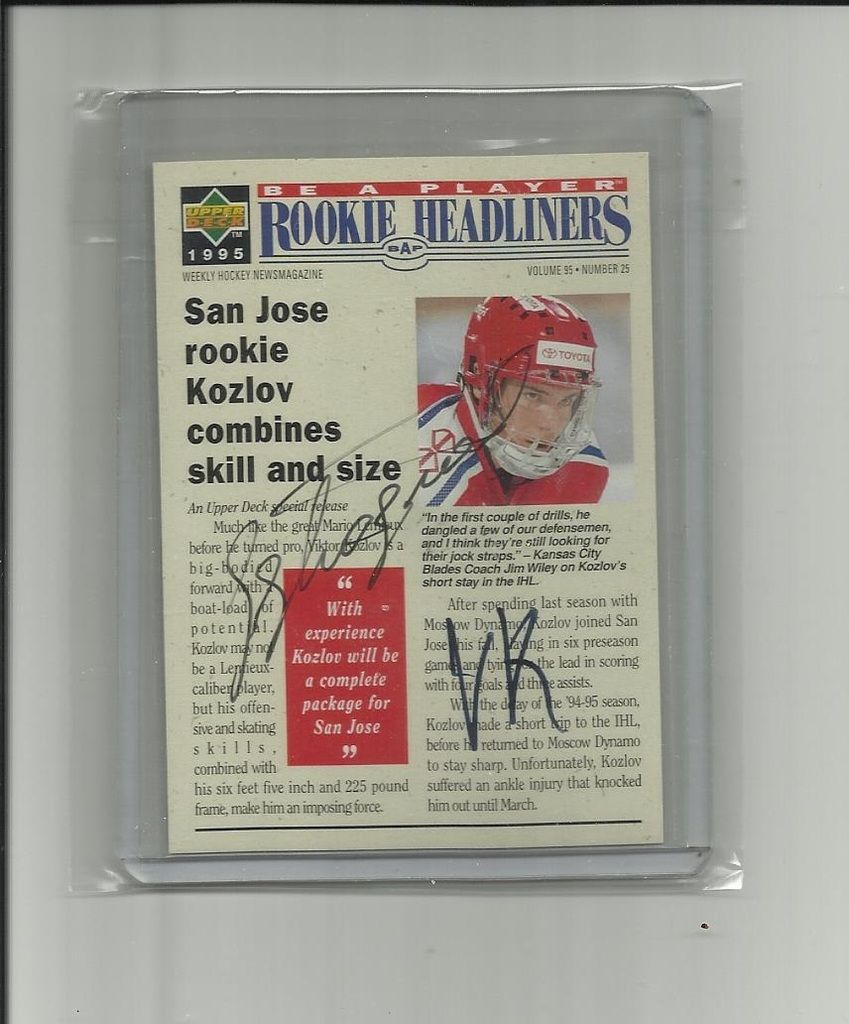 BE A PLAYER™
UPPER
DECK
™
1995
ROOKIE HEADLINERS
BAP
WEEKLY HOCKEY NEWSMAGAZINE
VOLUME 95 • NUMBER 25
San Jose
rookie
Kozlov
combines
skill and size
TOYOTA
An Upper Deck special release
Much like the great Mario Lemieux
before he turned pro, Viktor Kozlov is a
big-bodied
forward with a
boat-load of
potential.
Kozlov may not
be a Lemieux-
caliber player,
but his offen-
sive and skating
skills,
combined with
his six feet five inch and 225 pound
frame, make him an imposing force.
“
With
experience
Kozlov will be
a complete
package for
San Jose
”
“In the first couple of drills, he
dangled a few of our defensemen,
and I think they’re still looking for
their jock straps.” – Kansas City
Blades Coach Jim Wiley on Kozlov’s
short stay in the IHL.
After spending last season with
Moscow Dynamo, Kozlov joined San
Jose this fall, playing in six preseason
games and tying the lead in scoring
with four goals and three assists.
With the delay of the ’94-95 season,
Kozlov made a short trip to the IHL,
before he returned to Moscow Dynamo
to stay sharp. Unfortunately, Kozlov
suffered an ankle injury that knocked
him out until March.
VK